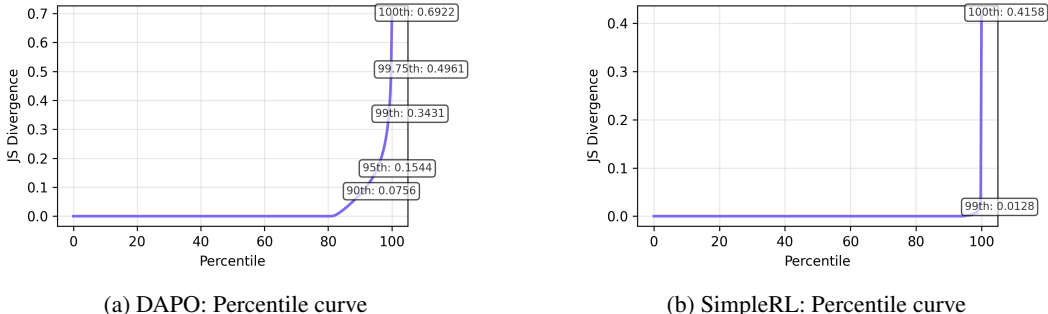 0.7
0.6
0.5
0.4
0.3
0.2
0.1
0.0
JS Divergence
100th: 0.6922
99.75th: 0.4961
99th: 0.3431
95th: 0.1544
90th: 0.0756
0 20 40 60 80 100
Percentile
(a) DAPO: Percentile curve
0.4
0.3
0.2
0.1
0.0
JS Divergence
100th: 0.4158
99th: 0.0128
0 20 40 60 80 100
Percentile
(b) SimpleRL: Percentile curve